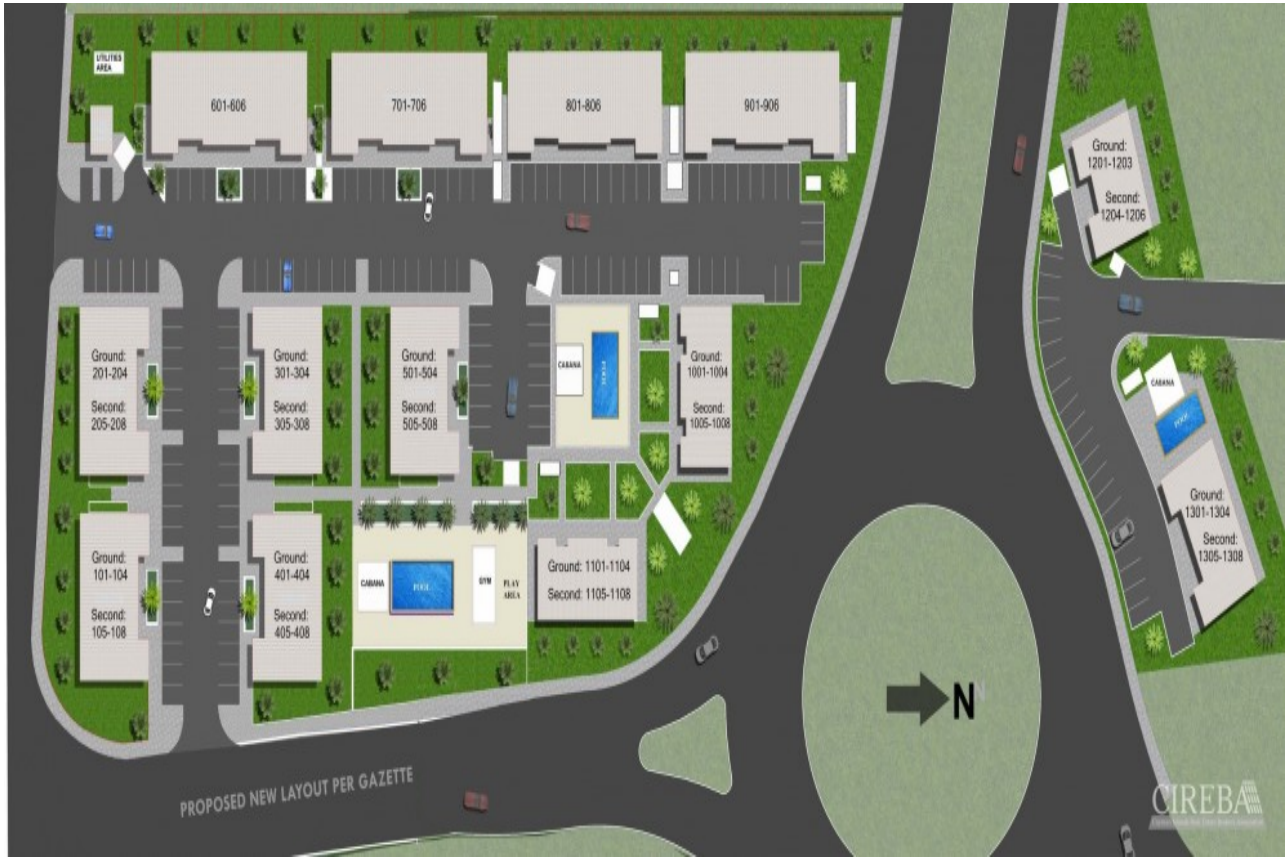 UTILITIES
AREA
601-606
701-706
801-806
901-906
Ground:
1201-1203
Second:
1204-1206
Ground:
201-204
Second:
205-208
Ground:
301-304
Second:
305-308
Ground:
501-504
Second:
505-508
CABANA
POOL
Ground:
1001-1004
Second:
1005-1008
CABANA
POOL
Ground:
1301-1304
Second:
1305-1308
Ground:
101-104
Second:
105-108
Ground:
401-404
Second:
405-408
CABANA
POOL
GYM
PLAY
AREA
Ground: 1101-1104
Second: 1105-1108
N
PROPOSED NEW LAYOUT PER GAZETTE
CIREBA